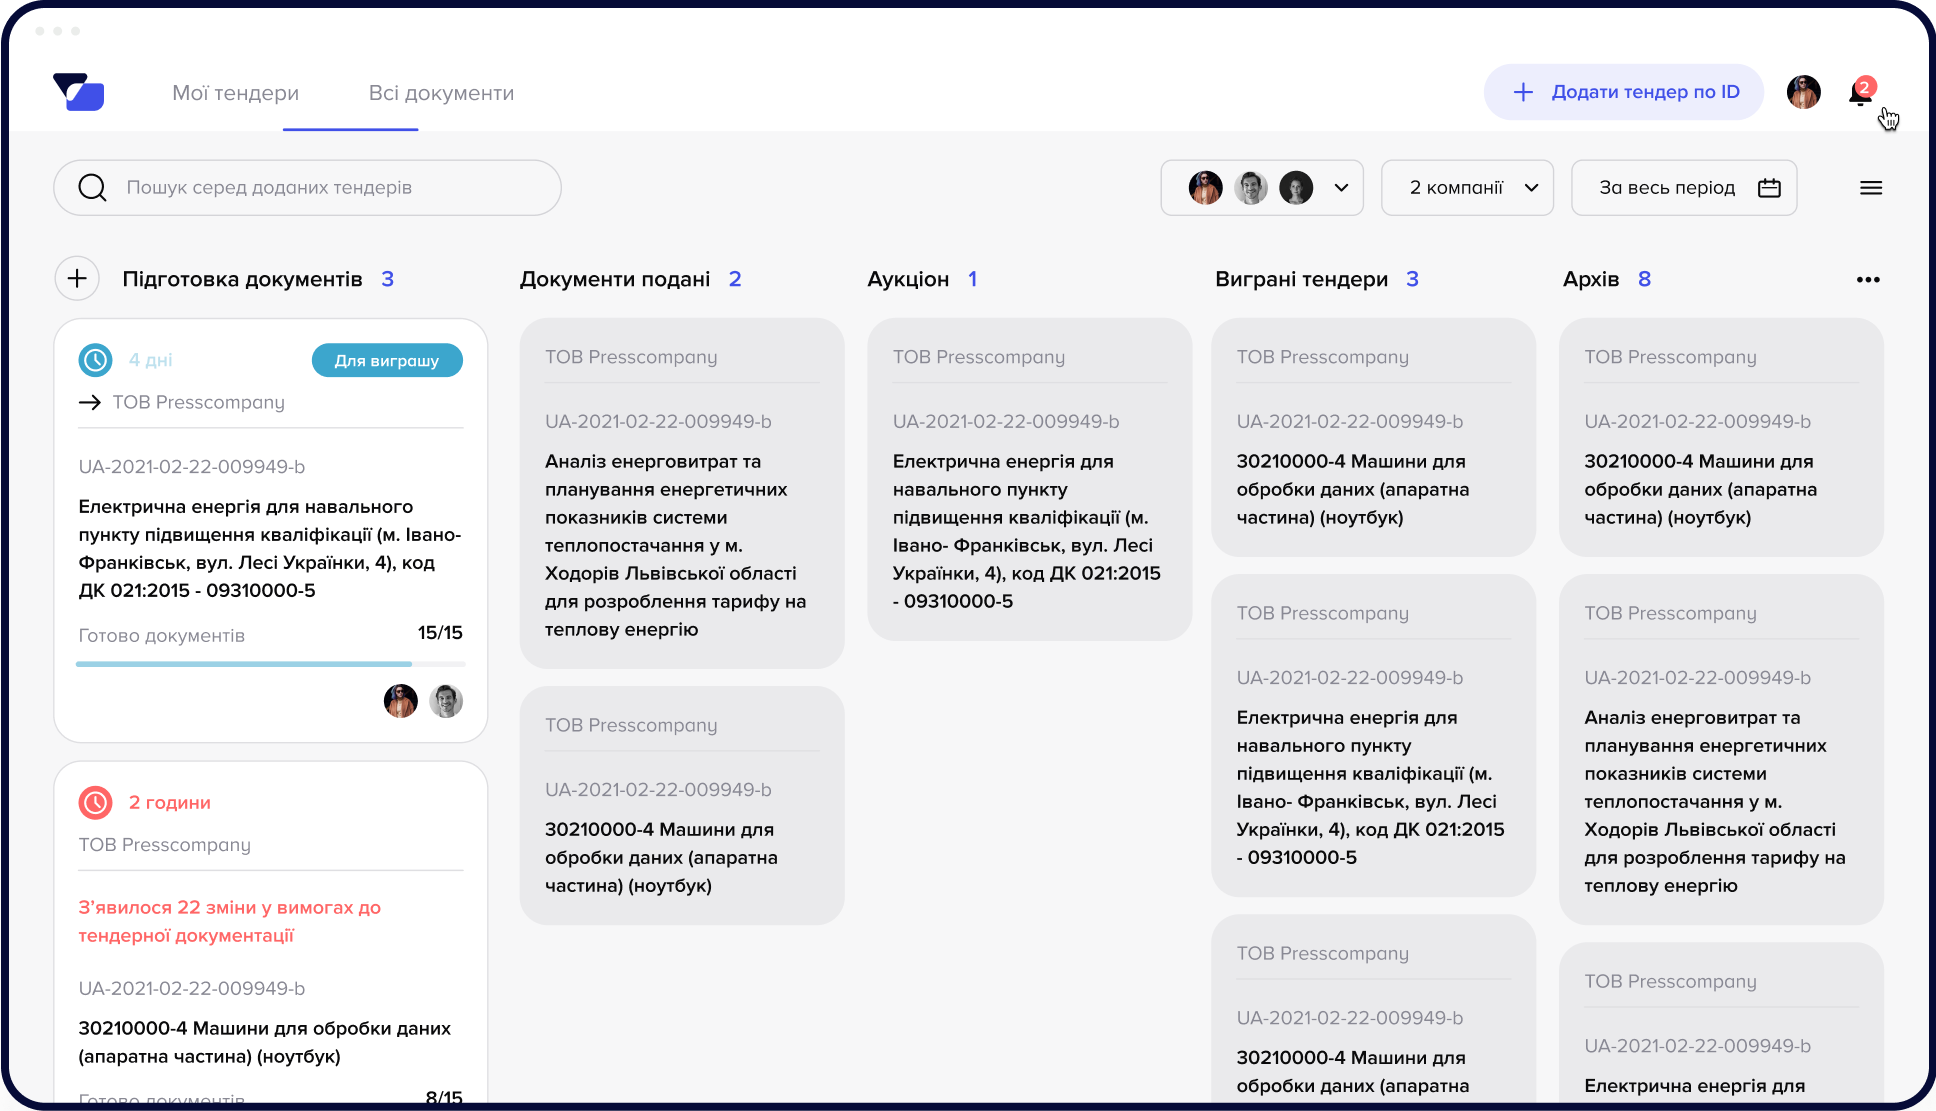 Мої тендери
Всі документи
Додати тендер по ID
2
Пошук серед доданих тендерів
2 компанії
За весь період
Підготовка документів 3
4 дні
Для виграшу
ТОВ Presscompany
UA-2021-02-22-009949-b
Електрична енергія для навального
пункту підвищення кваліфікації (м. Івано-
Франківськ, вул. Лесі Українки, 4), код
ДК 021:2015 - 09310000-5
Готово документів
15/15
2 години
ТОВ Presscompany
З’явилося 22 зміни у вимогах до
тендерної документації
UA-2021-02-22-009949-b
30210000-4 Машини для обробки даних
(апаратна частина) (ноутбук)
Готово документів
8/15
Документи подані 2
ТОВ Presscompany
UA-2021-02-22-009949-b
Аналіз енерговитрат та
планування енергетичних
показників системи
теплопостачання у м.
Ходорів Львівської області
для розроблення тарифу на
теплову енергію
ТОВ Presscompany
UA-2021-02-22-009949-b
30210000-4 Машини для
обробки даних (апаратна
частина) (ноутбук)
Аукціон 1
ТОВ Presscompany
UA-2021-02-22-009949-b
Електрична енергія для
навального пункту
підвищення кваліфікації (м.
Івано- Франківськ, вул. Лесі
Українки, 4), код ДК 021:2015
- 09310000-5
Виграні тендери 3
ТОВ Presscompany
UA-2021-02-22-009949-b
30210000-4 Машини для
обробки даних (апаратна
частина) (ноутбук)
ТОВ Presscompany
UA-2021-02-22-009949-b
Електрична енергія для
навального пункту
підвищення кваліфікації (м.
Івано- Франківськ, вул. Лесі
Українки, 4), код ДК 021:2015
- 09310000-5
ТОВ Presscompany
UA-2021-02-22-009949-b
30210000-4 Машини для
обробки даних (апаратна
Архів 8
ТОВ Presscompany
UA-2021-02-22-009949-b
30210000-4 Машини для
обробки даних (апаратна
частина) (ноутбук)
ТОВ Presscompany
UA-2021-02-22-009949-b
Аналіз енерговитрат та
планування енергетичних
показників системи
теплопостачання у м.
Ходорів Львівської області
для розроблення тарифу на
теплову енергію
ТОВ Presscompany
UA-2021-02-22-009949-b
Електрична енергія для